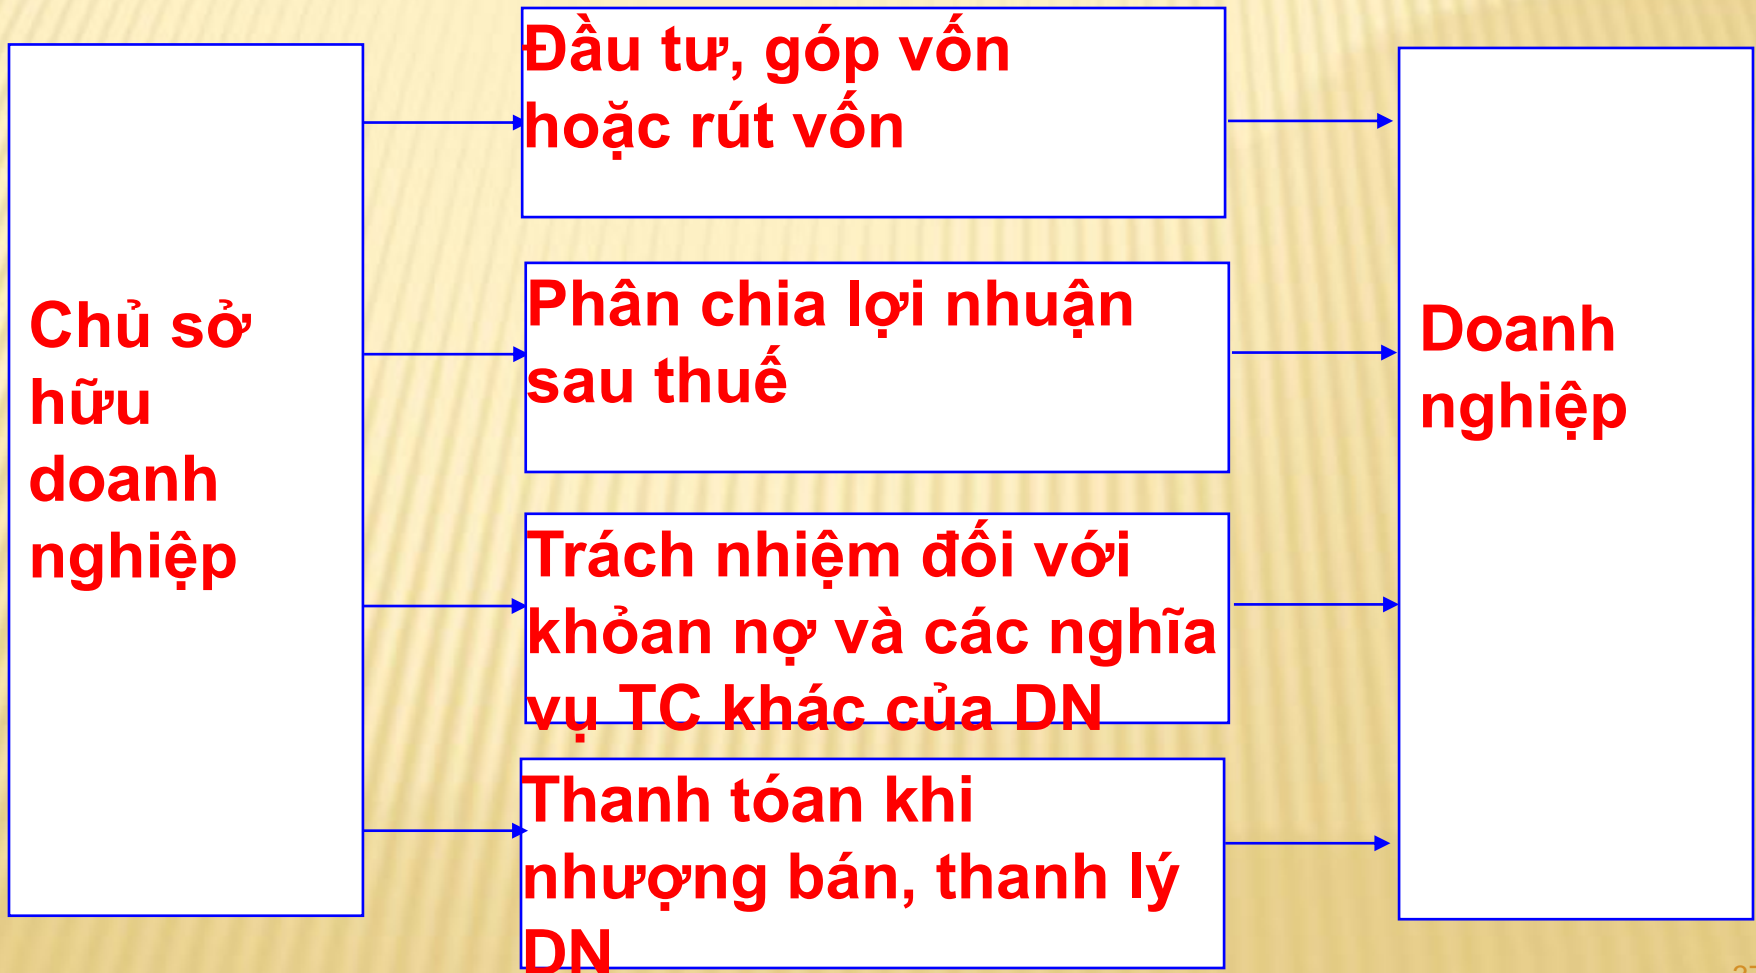 Đầu tư, góp vốn
hoặc rút vốn
Chủ sở
hữu
doanh
nghiệp
Phân chia lợi nhuận
sau thuế
Trách nhiệm đối với
khỏan nợ và các nghĩa
vụ TC khác của DN
Thanh tóan khi
nhượng bán, thanh lý
DN
Doanh
nghiệp